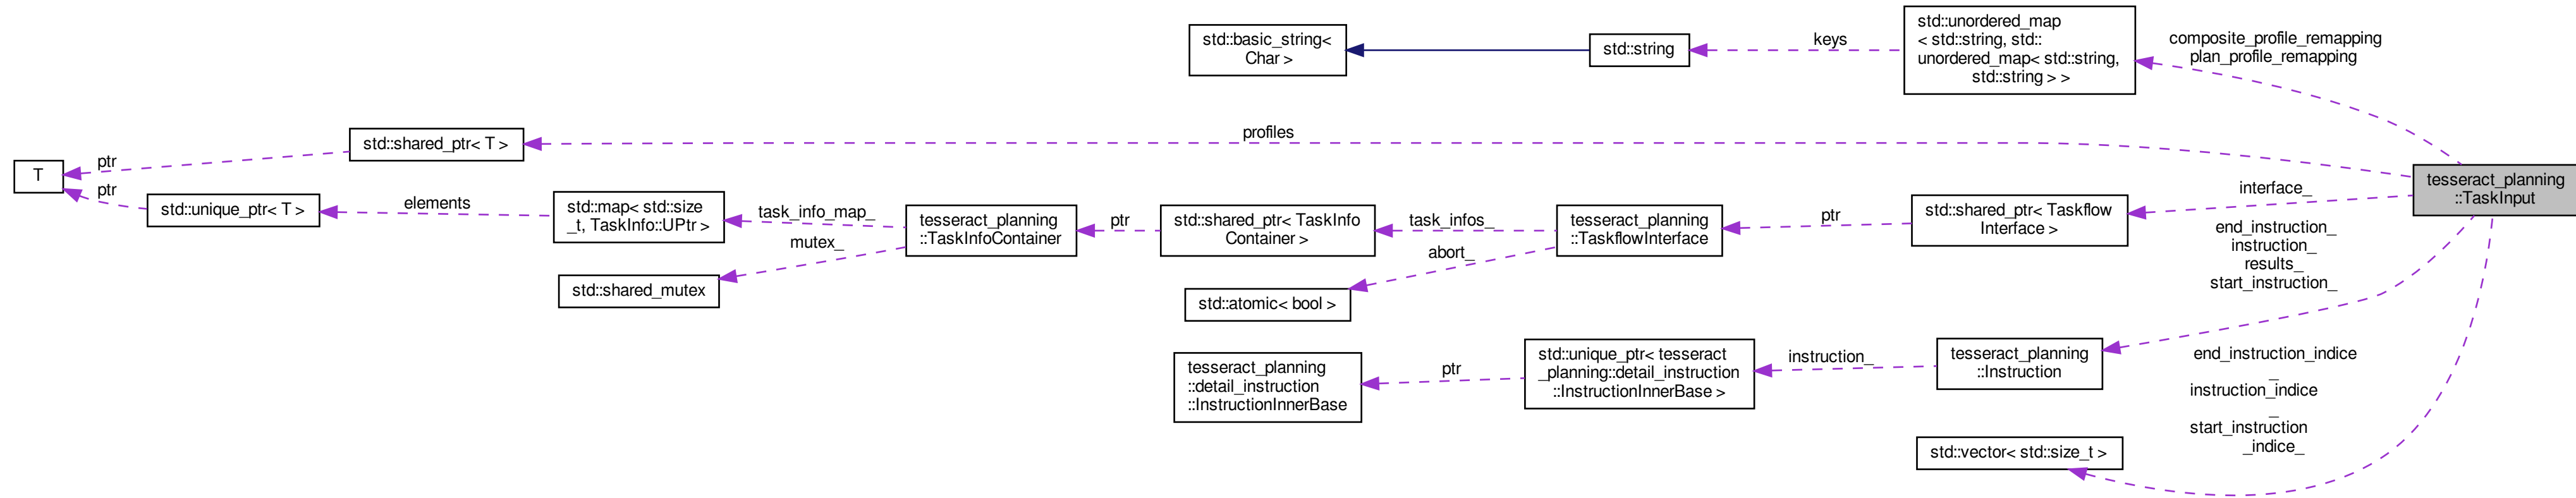 std::unordered_map
< std::string, std::
unordered_map< std::string,
std::string > >
composite_profile_remapping
plan_profile_remapping
std::basic_string<
Char >
std::string
keys
profiles
std::shared_ptr< T >
ptr
T
ptr
std::unique_ptr< T >
elements
std::map< std::size
_t, TaskInfo::UPtr >
task_info_map_
mutex_
std::shared_mutex
tesseract_planning
::TaskInfoContainer
ptr
std::shared_ptr< TaskInfo
Container >
task_infos_
abort_
std::atomic< bool >
tesseract_planning
::TaskflowInterface
ptr
std::shared_ptr< Taskflow
Interface >
interface_
tesseract_planning
::TaskInput
end_instruction_
instruction_
results_
start_instruction_
tesseract_planning
::detail_instruction
::InstructionInnerBase
ptr
std::unique_ptr< tesseract
_planning::detail_instruction
::InstructionInnerBase >
instruction_
tesseract_planning
::Instruction
end_instruction_indice
_
instruction_indice
_
start_instruction
_indice_
std::vector< std::size_t >